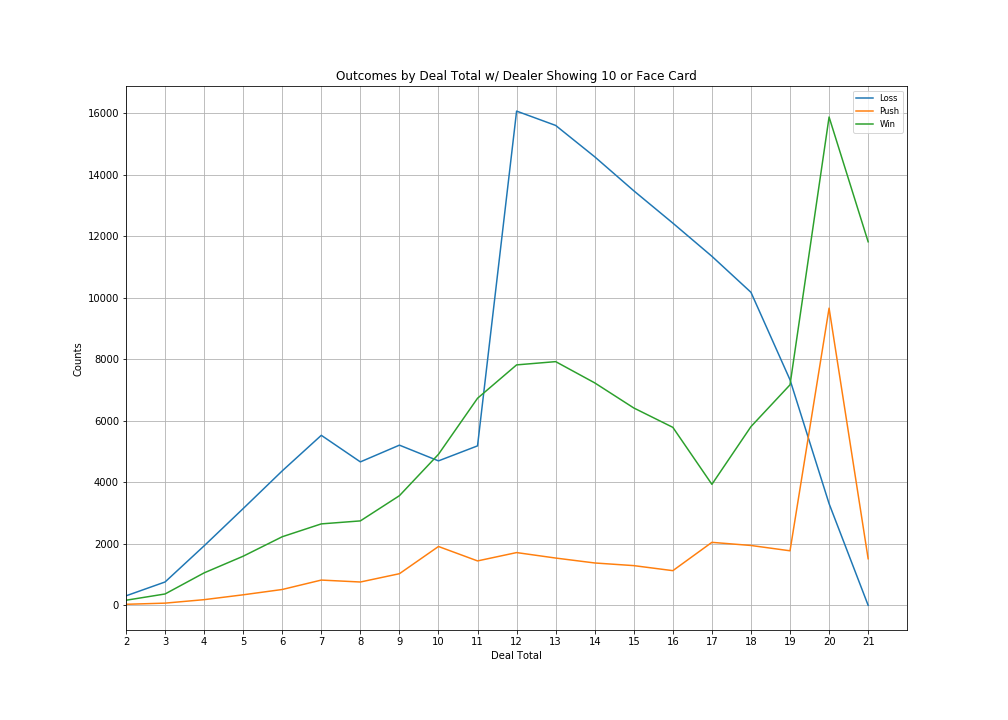 Outcomes by Deal Total w/ Dealer Showing 10 or Face Card
Loss
Push
Win
16000
14000
12000
10000
8000
6000
4000
2000
0
Counts
2 3 4 5 6 7 8 9 10 11 12 13 14 15 16 17 18 19 20 21
Deal Total